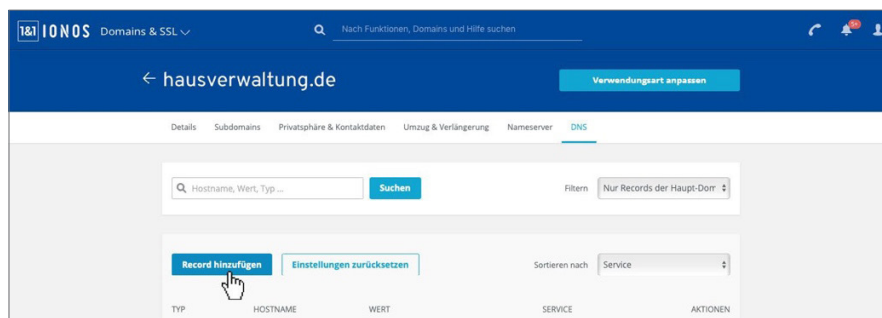 1&1 IONOS Domains & SSL Nach Funktionen, Domains und Hilfe suchen 5+
hausverwaltung.de Verwendungsart anpassen
Details Subdomains Privatsphäre & Kontaktdaten Umzug & Verlängerung Nameserver DNS
Hostname, Wert, Typ ... Suchen Filtern Nur Records der Haupt-Dom
Record hinzufügen Einstellungen zurücksetzen Sortieren nach Service
TYP HOSTNAME WERT SERVICE AKTIONEN